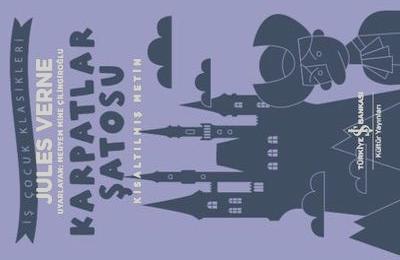 İŞ ÇOCUK KLASİKLERİ
JULES VERNE
UYARLAYAN: MERYEM MİNE ÇİLİNGİROĞLU
KARPATLAR
ŞATOSU
KISALTILMIŞ METİN
TÜRKİYE İŞ BANKASI
Kültür Yayınları